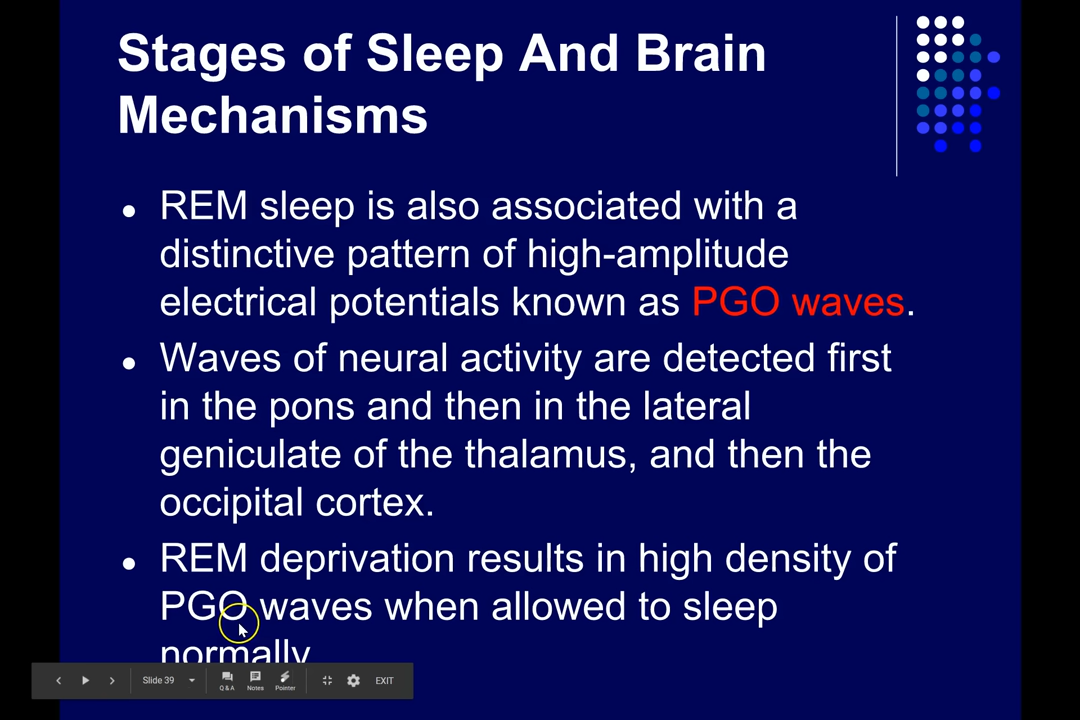 Stages of Sleep And Brain
Mechanisms
● REM sleep is also associated with a
distinctive pattern of high-amplitude
electrical potentials known as PGO waves.
● Waves of neural activity are detected first
in the pons and then in the lateral
geniculate of the thalamus, and then the
occipital cortex.
● REM deprivation results in high density of
PGO waves when allowed to sleep
normally
Slide 39
Q & A
Notes
Pointer
EXIT